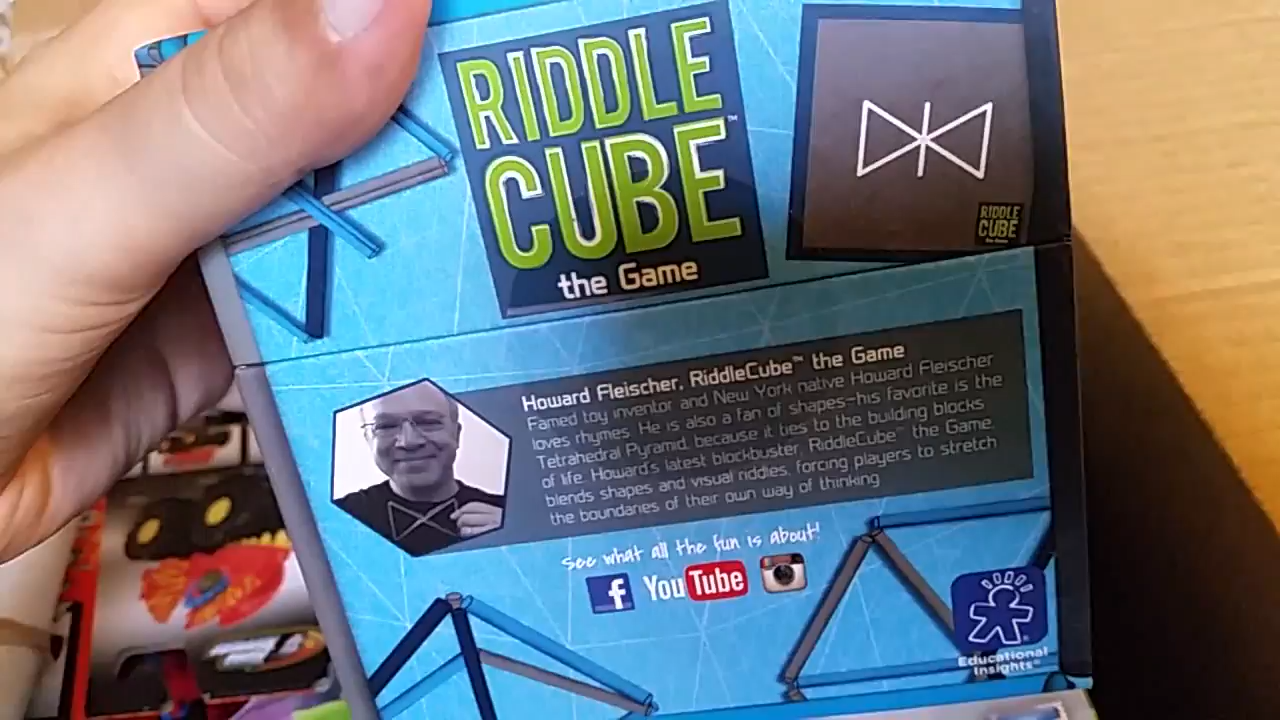 RIDDLE
CUBE™
the Game
RIDDLE
CUBE
the Game
Howard Fleischer, RiddleCube™ the Game
Famed toy inventor and New York native Howard Fleischer
loves rhymes. He is also a fan of shapes–his favorite is the
Tetrahedral Pyramid, because it ties to the building blocks
of life. Howard's latest blockbuster, RiddleCube™ the Game,
blends shapes and visual riddles, forcing players to stretch
the boundaries of their own way of thinking
See what all the fun is about!
f YouTube
Educational
Insights®